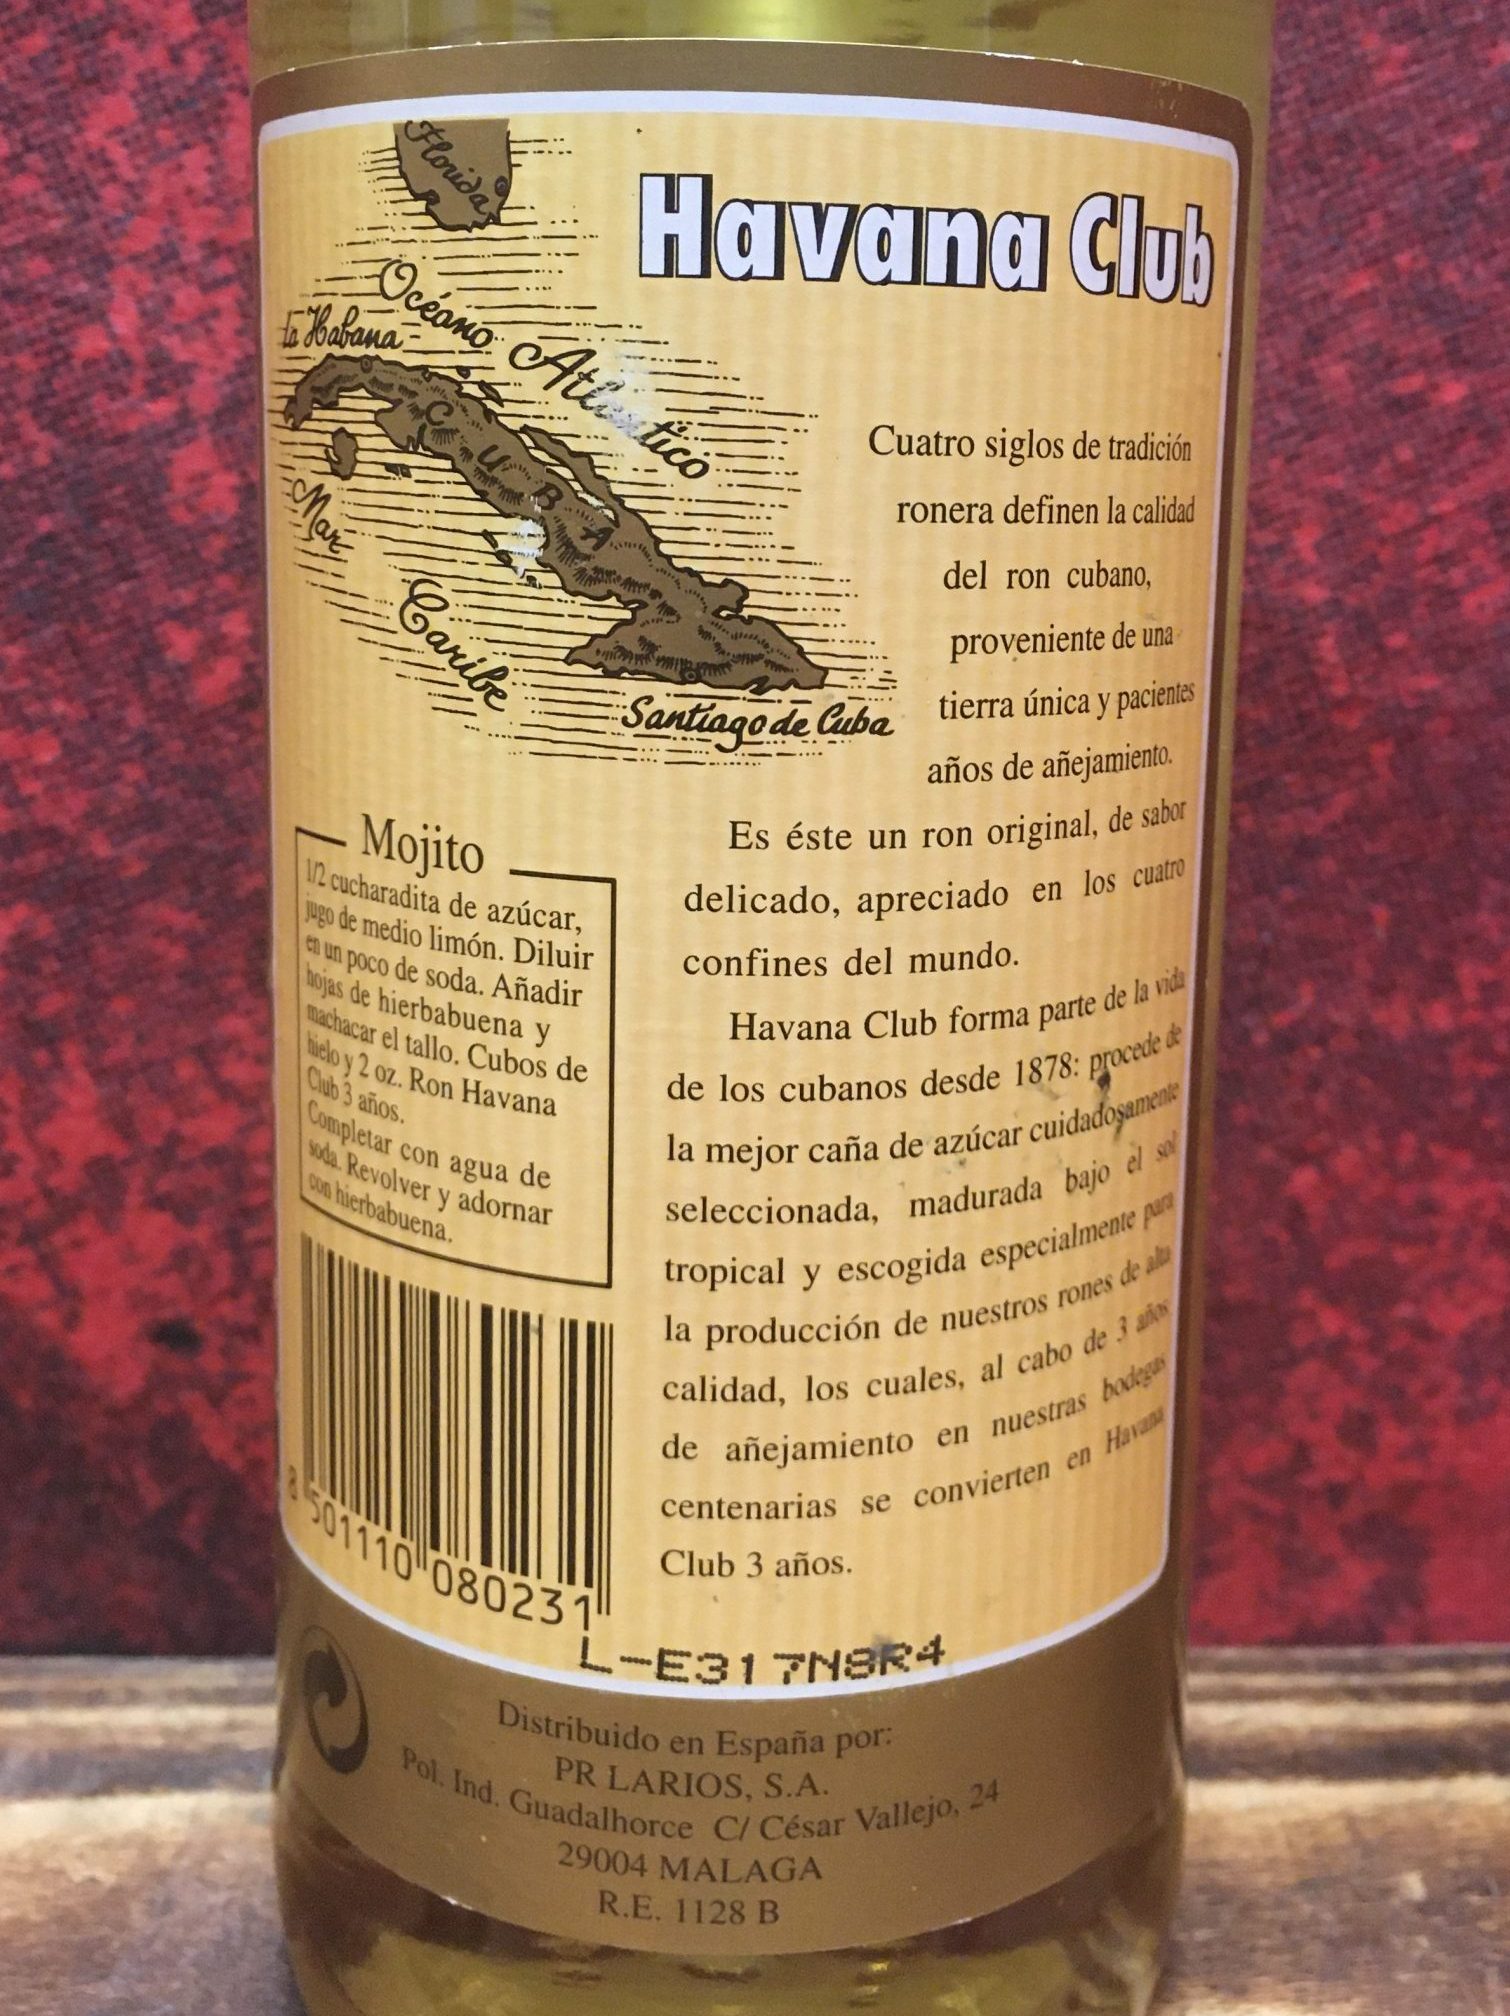 Florida
Havana Club
Océano Atlantico
la Habana
CUBA
Mar Caribe
Santiago de Cuba
Cuatro siglos de tradición
ronera definen la calidad
del ron cubano,
proveniente de una
tierra única y pacientes
años de añejamiento.
Es éste un ron original, de sabor
delicado, apreciado en los cuatro
confines del mundo.
Havana Club forma parte de la vida
de los cubanos desde 1878: procede de
la mejor caña de azúcar cuidadosamente
seleccionada, madurada bajo el sol
tropical y escogida especialmente para
la producción de nuestros rones de alta
calidad, los cuales, al cabo de 3 años
de añejamiento en nuestras bodegas
centenarias se convierten en Havana
Club 3 años.
Mojito
1/2 cucharadita de azúcar,
jugo de medio limón. Diluir
en un poco de soda. Añadir
hojas de hierbabuena y
machacar el tallo. Cubos de
hielo y 2 oz. Ron Havana
Club 3 años.
Completar con agua de
soda. Revolver y adornar
con hierbabuena.
8 501110 080231
L-E317N8R4
Distribuido en España por:
PR LARIOS, S.A.
Pol. Ind. Guadalhorce C/ César Vallejo, 24
29004 MALAGA
R.E. 1128 B